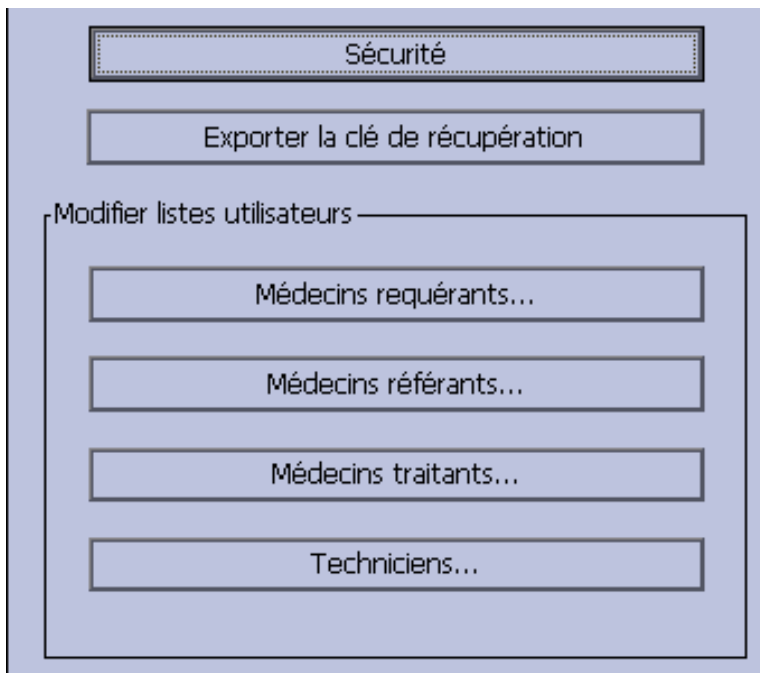 Sécurité
Exporter la clé de récupération
Modifier listes utilisateurs
Médecins requérants...
Médecins référants...
Médecins traitants...
Techniciens...